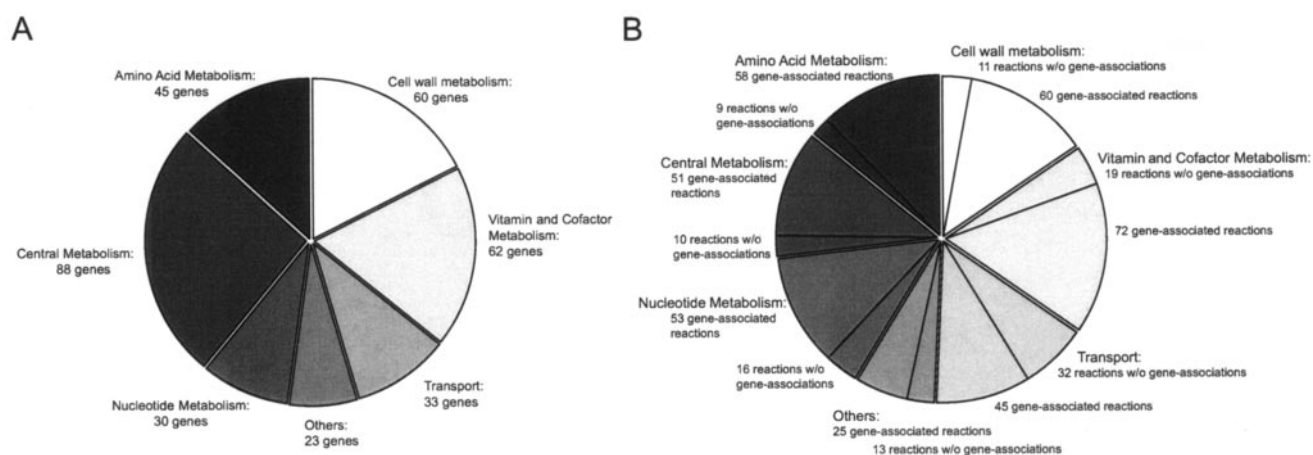 A
Amino Acid Metabolism:
45 genes
Cell wall metabolism:
60 genes
Vitamin and Cofactor
Metabolism:
62 genes
Central Metabolism:
88 genes
Transport:
33 genes
Nucleotide Metabolism:
30 genes
Others:
23 genes
B
Cell wall metabolism:
11 reactions w/o gene-associations
60 gene-associated reactions
Amino Acid Metabolism:
58 gene-associated reactions
9 reactions w/o
gene-associations
Vitamin and Cofactor Metabolism:
19 reactions w/o gene-associations
72 gene-associated reactions
Central Metabolism:
51 gene-associated
reactions
10 reactions w/o
gene-associations
Nucleotide Metabolism:
53 gene-associated
reactions
16 reactions w/o
gene-associations
Transport:
32 reactions w/o gene-associations
45 gene-associated reactions
Others:
25 gene-associated reactions
13 reactions w/o gene-associations